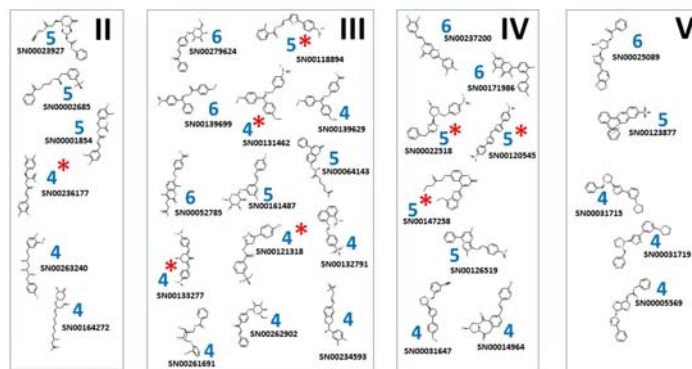 II
5
SN00023927
5
SN00002685
5
SN00001854
4 *
SN00236177
4
SN00263240
4
SN00164272
III
6
SN00279624
5 *
SN00118894
6
SN00139699
4 *
SN00131462
4
SN00139629
5
SN00064143
6
SN00052785
5
SN00161487
4 *
SN00121318
4
SN00132791
4 *
SN00133277
4
SN00261691
4
SN00262902
4
SN00234593
IV
6
SN00237200
6
SN00171986
5 *
SN00022518
5 *
SN00120545
5 *
SN00147258
5
SN00126519
4
SN00031647
4
SN00014964
V
6
SN00025089
5
SN00123877
4
SN00031715
4
SN00031719
4
SN00005569